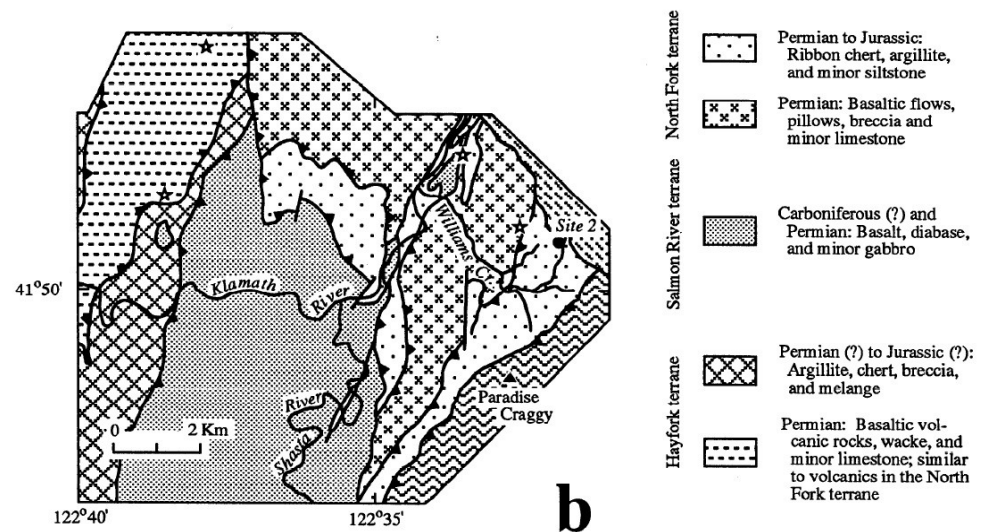 Williams Cr.
Site 2
41°50'
Klamath
River
Paradise
Craggy
River
Shasta
0 2 Km
122°40'
122°35'
b
North Fork terrane
Permian to Jurassic:
Ribbon chert, argillite,
and minor siltstone
Permian: Basaltic flows,
pillows, breccia and
minor limestone
Salmon River terrane
Carboniferous (?) and
Permian: Basalt, diabase,
and minor gabbro
Hayfork terrane
Permian (?) to Jurassic (?):
Argillite, chert, breccia,
and melange
Permian: Basaltic vol-
canic rocks, wacke, and
minor limestone; similar
to volcanics in the North
Fork terrane